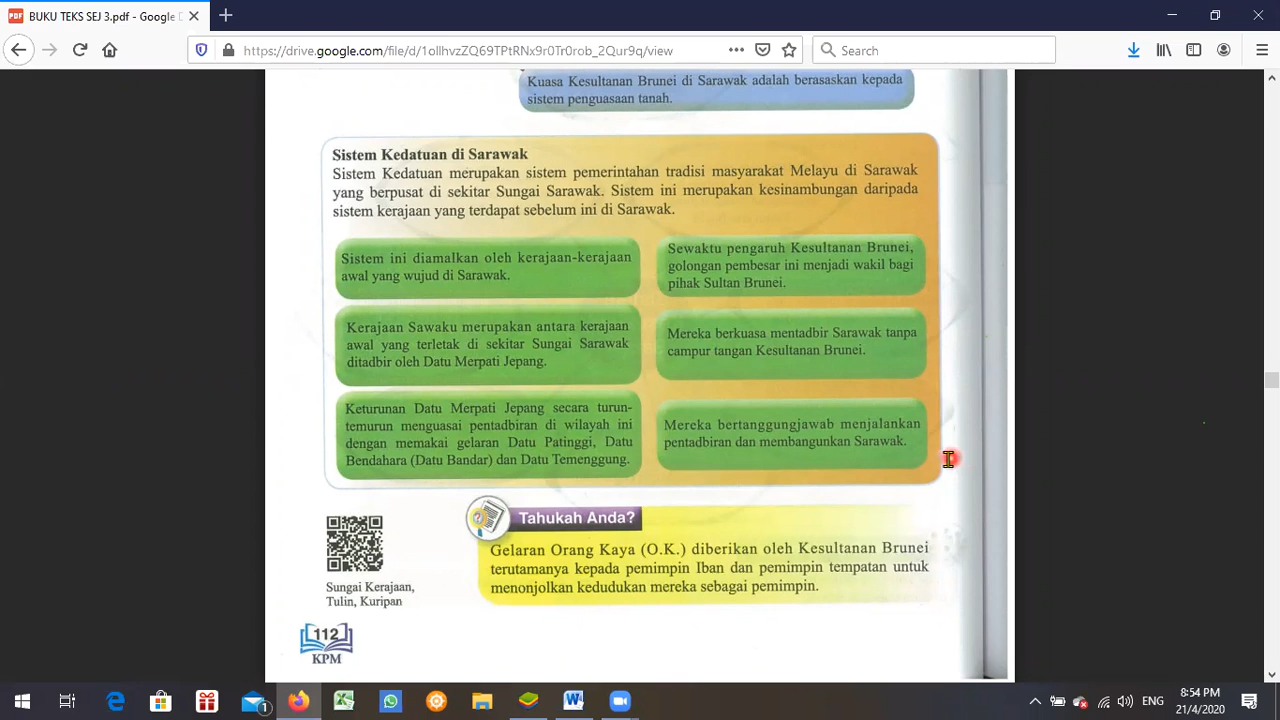 BUKU TEKS SEJ 3.pdf - Google D
https://drive.google.com/file/d/1ollhvzZQ69TPtRNx9r0Tr0rob_2Qur9q/view
Search
Kuasa Kesultanan Brunei di Sarawak adalah berasaskan kepada
sistem penguasaan tanah.
Sistem Kedatuan di Sarawak
Sistem Kedatuan merupakan sistem pemerintahan tradisi masyarakat Melayu di Sarawak
yang berpusat di sekitar Sungai Sarawak. Sistem ini merupakan kesinambungan daripada
sistem kerajaan yang terdapat sebelum ini di Sarawak.
Sistem ini diamalkan oleh kerajaan-kerajaan
awal yang wujud di Sarawak.
Kerajaan Sawaku merupakan antara kerajaan
awal yang terletak di sekitar Sungai Sarawak
ditadbir oleh Datu Merpati Jepang.
Keturunan Datu Merpati Jepang secara turun-
temurun menguasai pentadbiran di wilayah ini
dengan memakai gelaran Datu Patinggi, Datu
Bendahara (Datu Bandar) dan Datu Temenggung.
Sewaktu pengaruh Kesultanan Brunei,
golongan pembesar ini menjadi wakil bagi
pihak Sultan Brunei.
Mereka berkuasa mentadbir Sarawak tanpa
campur tangan Kesultanan Brunei.
Mereka bertanggungjawab menjalankan
pentadbiran dan membangunkan Sarawak.
Tahukah Anda?
Gelaran Orang Kaya (O.K.) diberikan oleh Kesultanan Brunei
terutamanya kepada pemimpin Iban dan pemimpin tempatan untuk
menonjolkan kedudukan mereka sebagai pemimpin.
Sungai Kerajaan,
Tulin, Kuripan
112
KPM
1
ENG
8:54 PM
21/4/2020